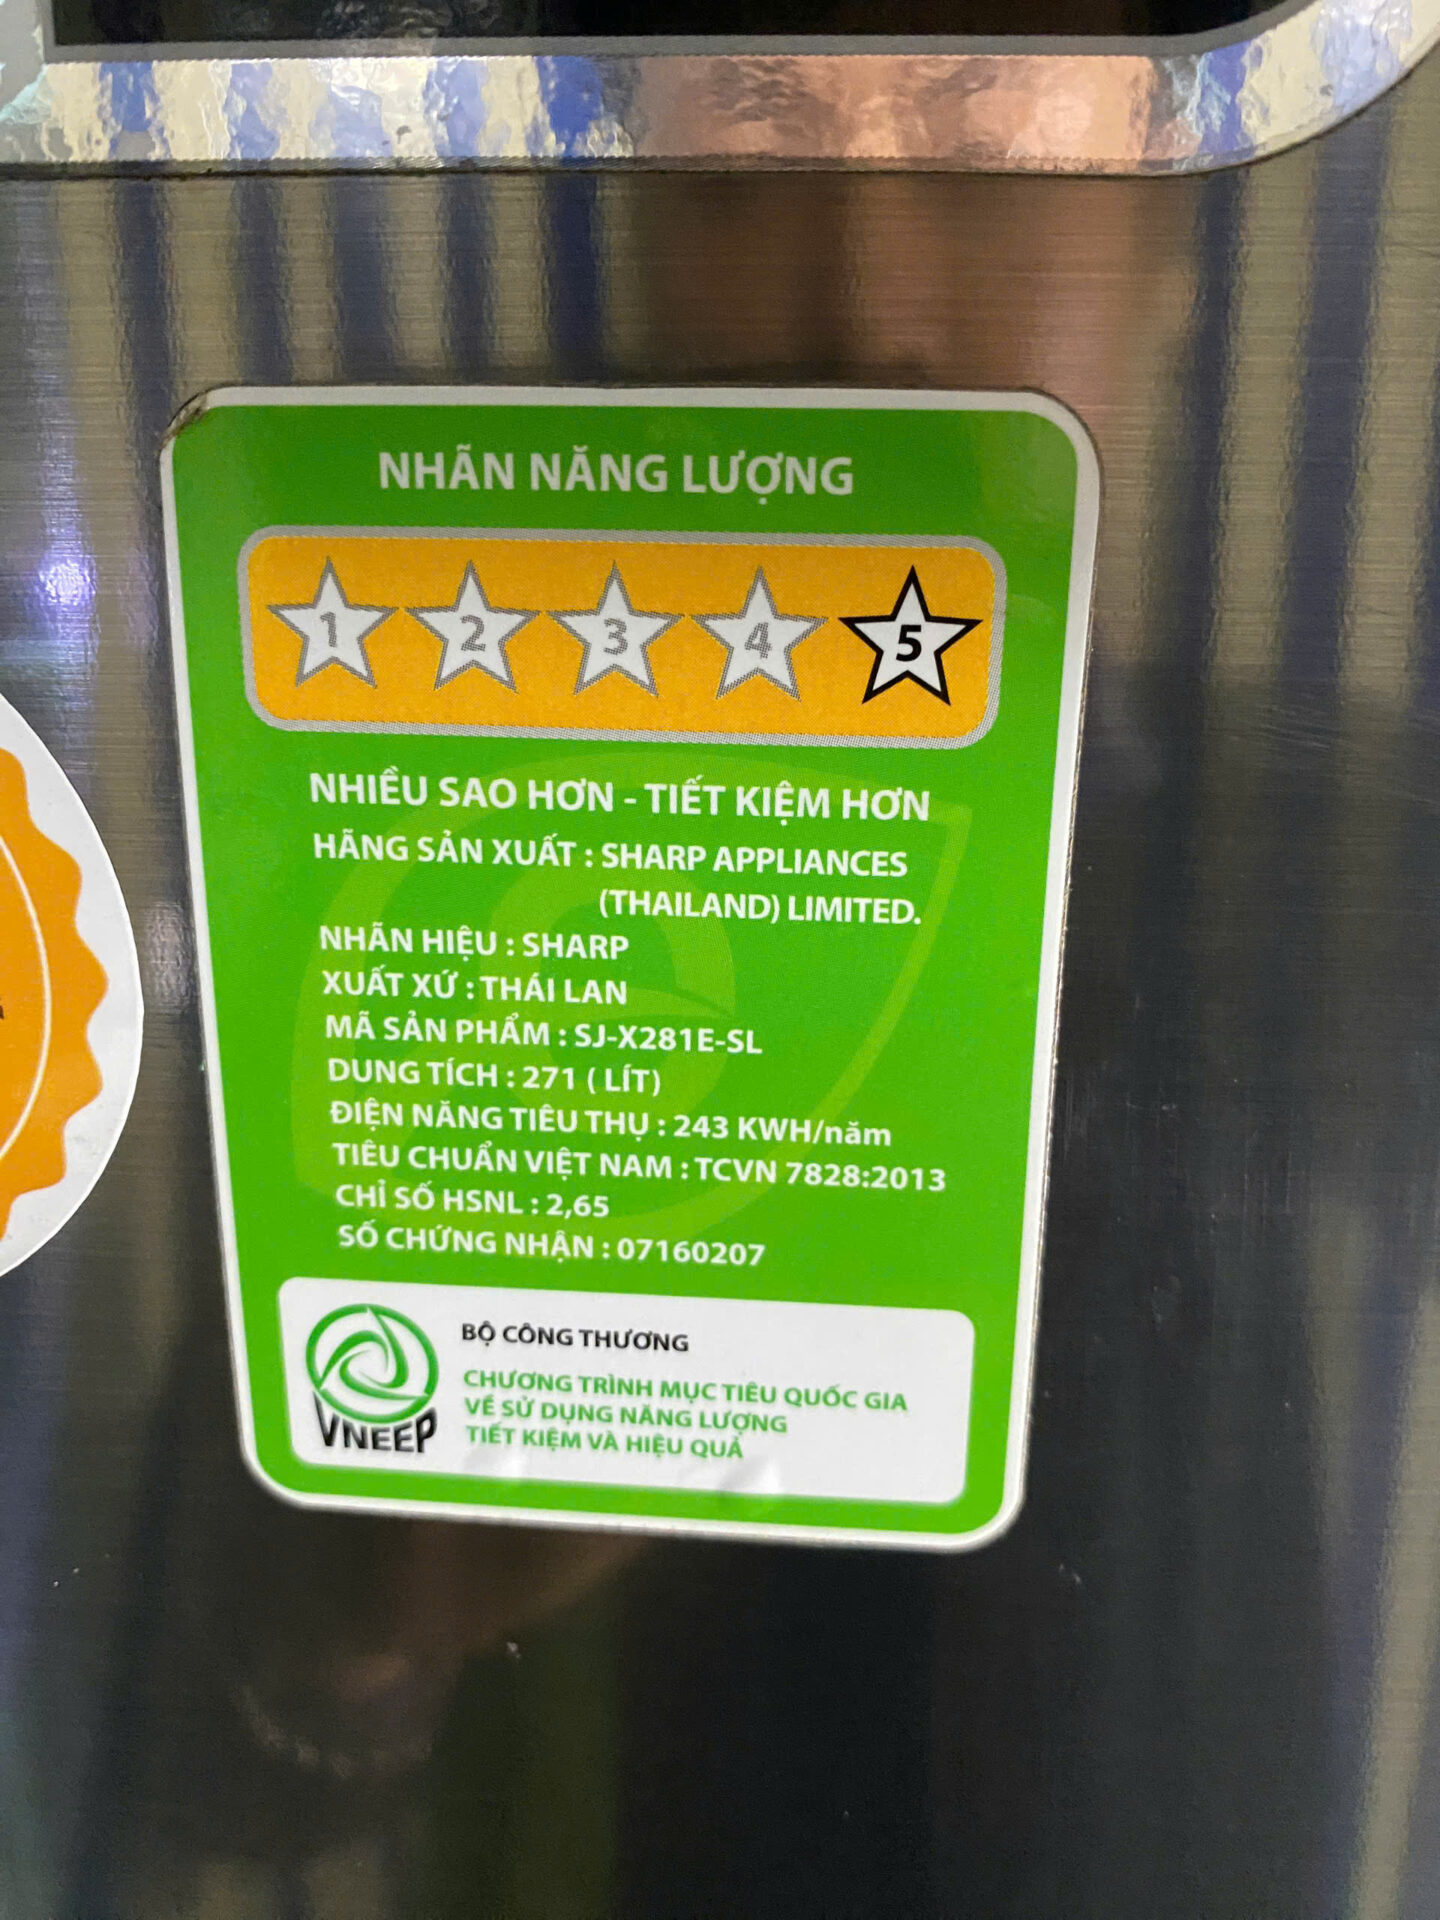 NHÃN NĂNG LƯỢNG
1 2 3 4 5
NHIỀU SAO HƠN - TIẾT KIỆM HƠN
HÃNG SẢN XUẤT : SHARP APPLIANCES
(THAILAND) LIMITED.
NHÃN HIỆU : SHARP
XUẤT XỨ : THÁI LAN
MÃ SẢN PHẨM : SJ-X281E-SL
DUNG TÍCH : 271 ( LÍT)
ĐIỆN NĂNG TIÊU THỤ : 243 KWH/năm
TIÊU CHUẨN VIỆT NAM : TCVN 7828:2013
CHỈ SỐ HSNL : 2,65
SỐ CHỨNG NHẬN : 07160207
BỘ CÔNG THƯƠNG
CHƯƠNG TRÌNH MỤC TIÊU QUỐC GIA
VỀ SỬ DỤNG NĂNG LƯỢNG
TIẾT KIỆM VÀ HIỆU QUẢ
VNEEP